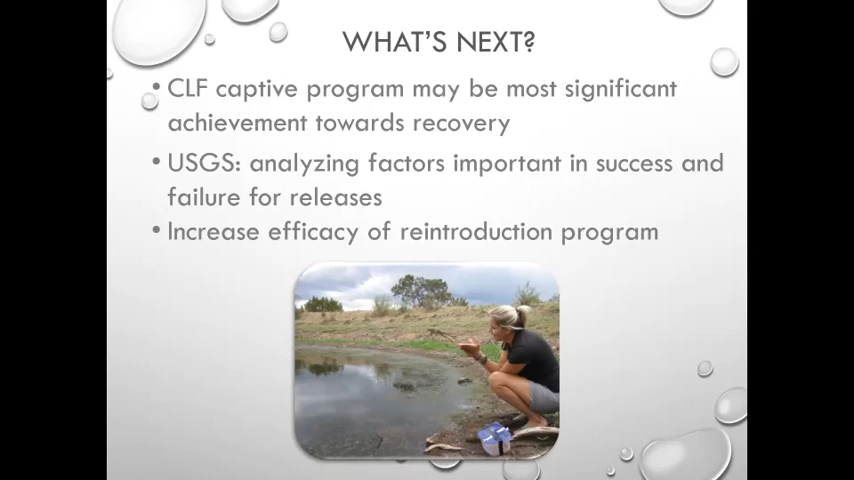 WHAT'S NEXT?
• CLF captive program may be most significant
achievement towards recovery
• USGS: analyzing factors important in success and
failure for releases
• Increase efficacy of reintroduction program